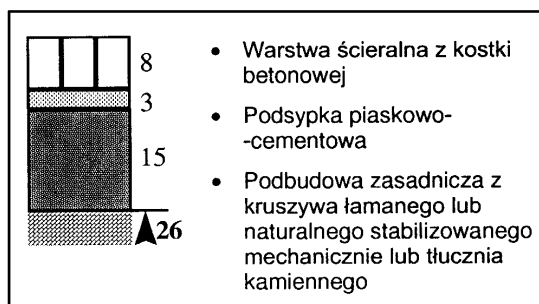 8
3
15
26
• Warstwa ścieralna z kostki
betonowej
• Podsypka piaskowo-
-cementowa
• Podbudowa zasadnicza z
kruszywa łamanego lub
naturalnego stabilizowanego
mechanicznie lub tłucznia
kamiennego